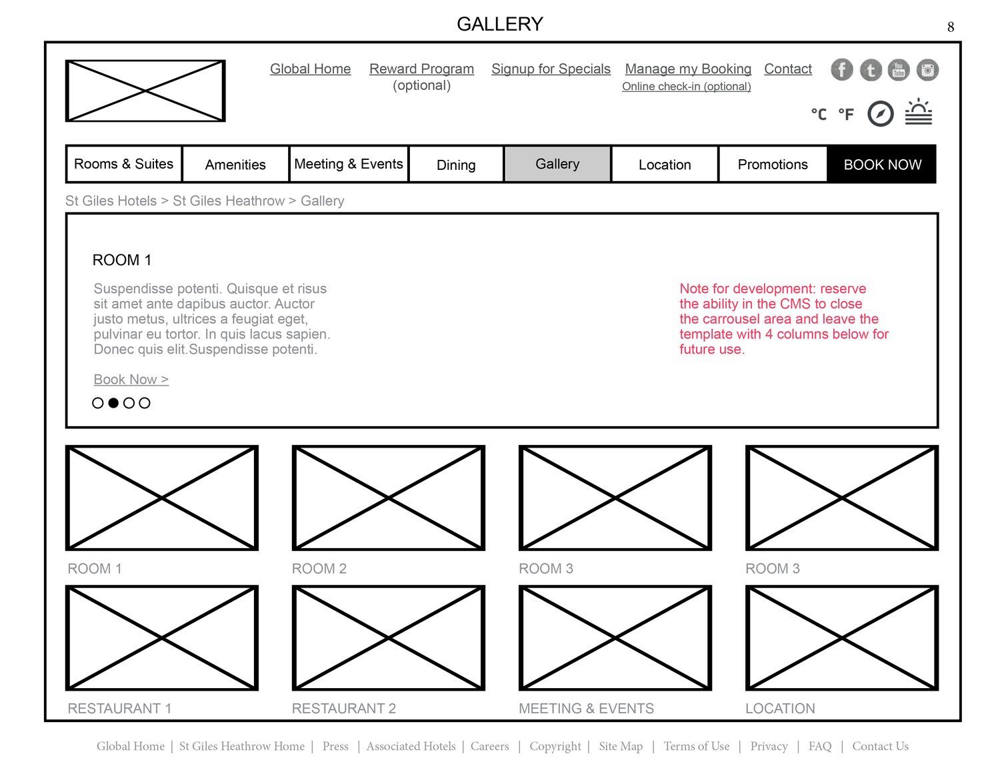 GALLERY
8
Global Home Reward Program Signup for Specials Manage my Booking Contact
(optional) Online check-in (optional)
f t You Tube
°C °F
Rooms & Suites Amenities Meeting & Events Dining Gallery Location Promotions BOOK NOW
St Giles Hotels > St Giles Heathrow > Gallery
ROOM 1
Suspendisse potenti. Quisque et risus
sit amet ante dapibus auctor. Auctor
justo metus, ultrices a feugiat eget,
pulvinar eu tortor. In quis lacus sapien.
Donec quis elit.Suspendisse potenti.
Book Now >
Note for development: reserve
the ability in the CMS to close
the carrousel area and leave the
template with 4 columns below for
future use.
ROOM 1 ROOM 2 ROOM 3 ROOM 3
RESTAURANT 1 RESTAURANT 2 MEETING & EVENTS LOCATION
Global Home | St Giles Heathrow Home | Press | Associated Hotels | Careers | Copyright | Site Map | Terms of Use | Privacy | FAQ | Contact Us